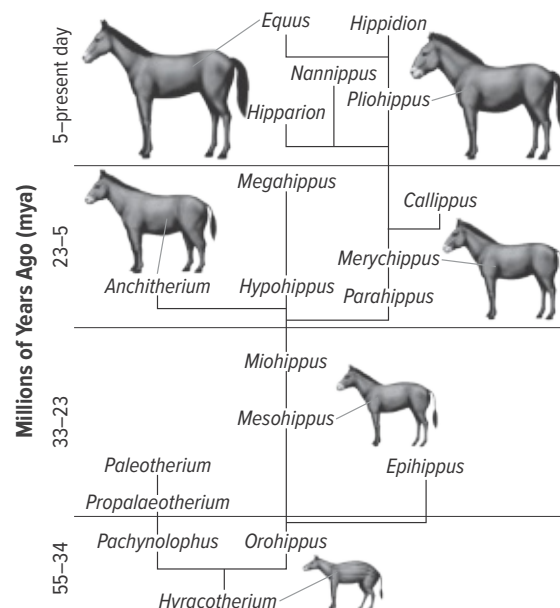 Equus
Hippidion
Nannippus
Pliohippus
Hipparion
5–present day
Megahippus
Callippus
Merychippus
Anchitherium
Hypohippus
Parahippus
23–5
Millions of Years Ago (mya)
Miohippus
Mesohippus
33–23
Paleotherium
Epihippus
Propalaeotherium
Pachynolophus
Orohippus
55–34
Hyracotherium